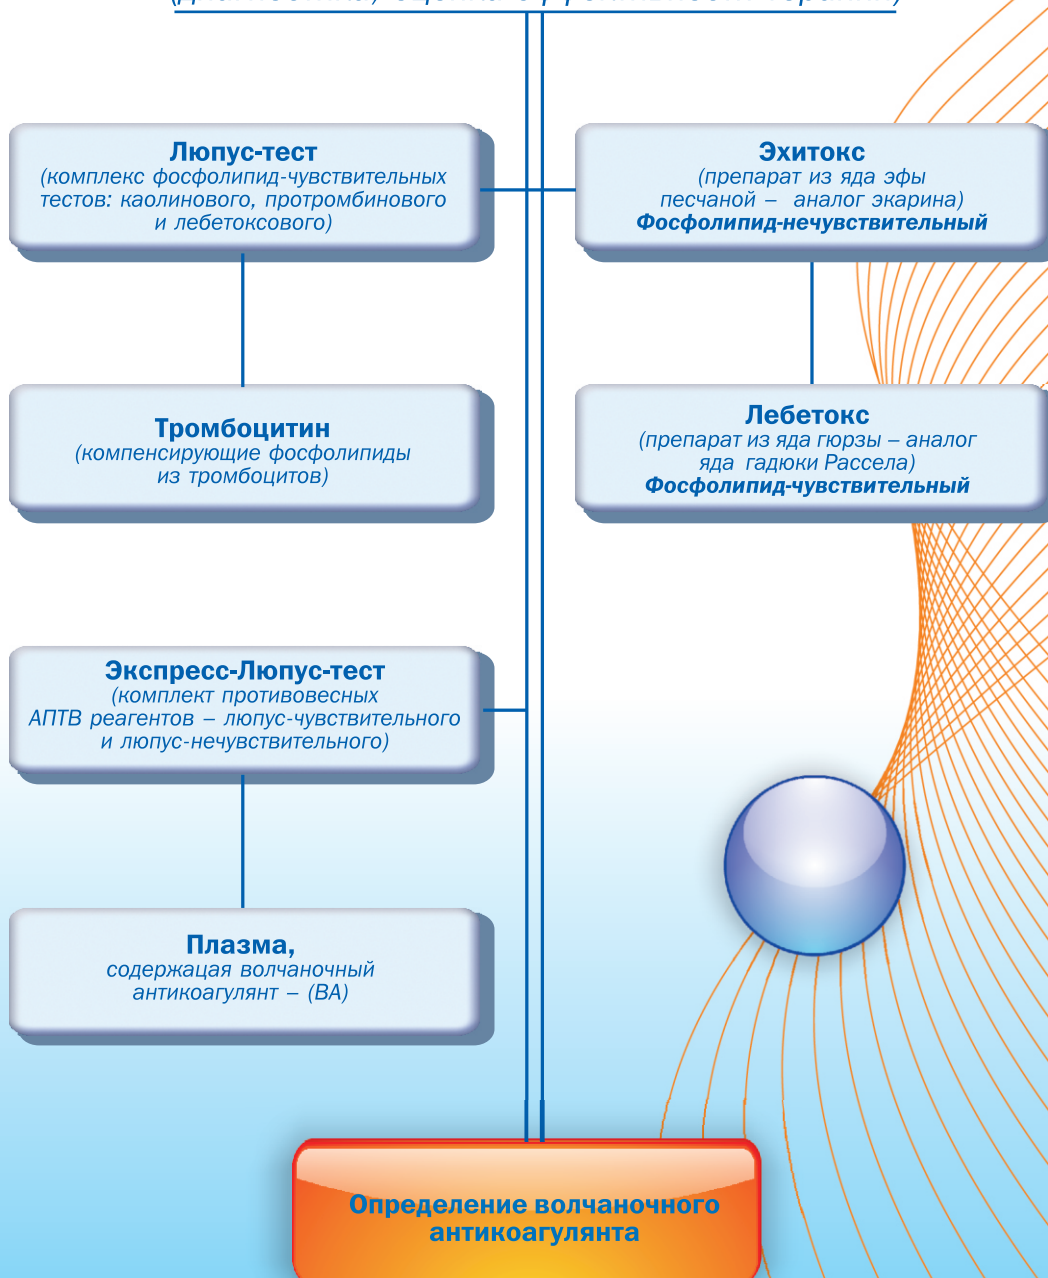 Люпус-тест
(комплекс фосфолипид-чувствительных
тестов: каолинового, протромбинового
и лебетоксового)
Эхитокс
(препарат из яда эфы
песчаной – аналог экарина)
Фосфолипид-нечувствительный
Тромбоцитин
(компенсирующие фосфолипиды
из тромбоцитов)
Лебетокс
(препарат из яда гюрзы – аналог
яда гадюки Рассела)
Фосфолипид-чувствительный
Экспресс-Люпус-тест
(комплект противовесных
АПТВ реагентов – люпус-чувствительного
и люпус-нечувствительного)
Плазма,
содержацая волчаночный
антикоагулянт – (ВА)
Определение волчаночного
антикоагулянта